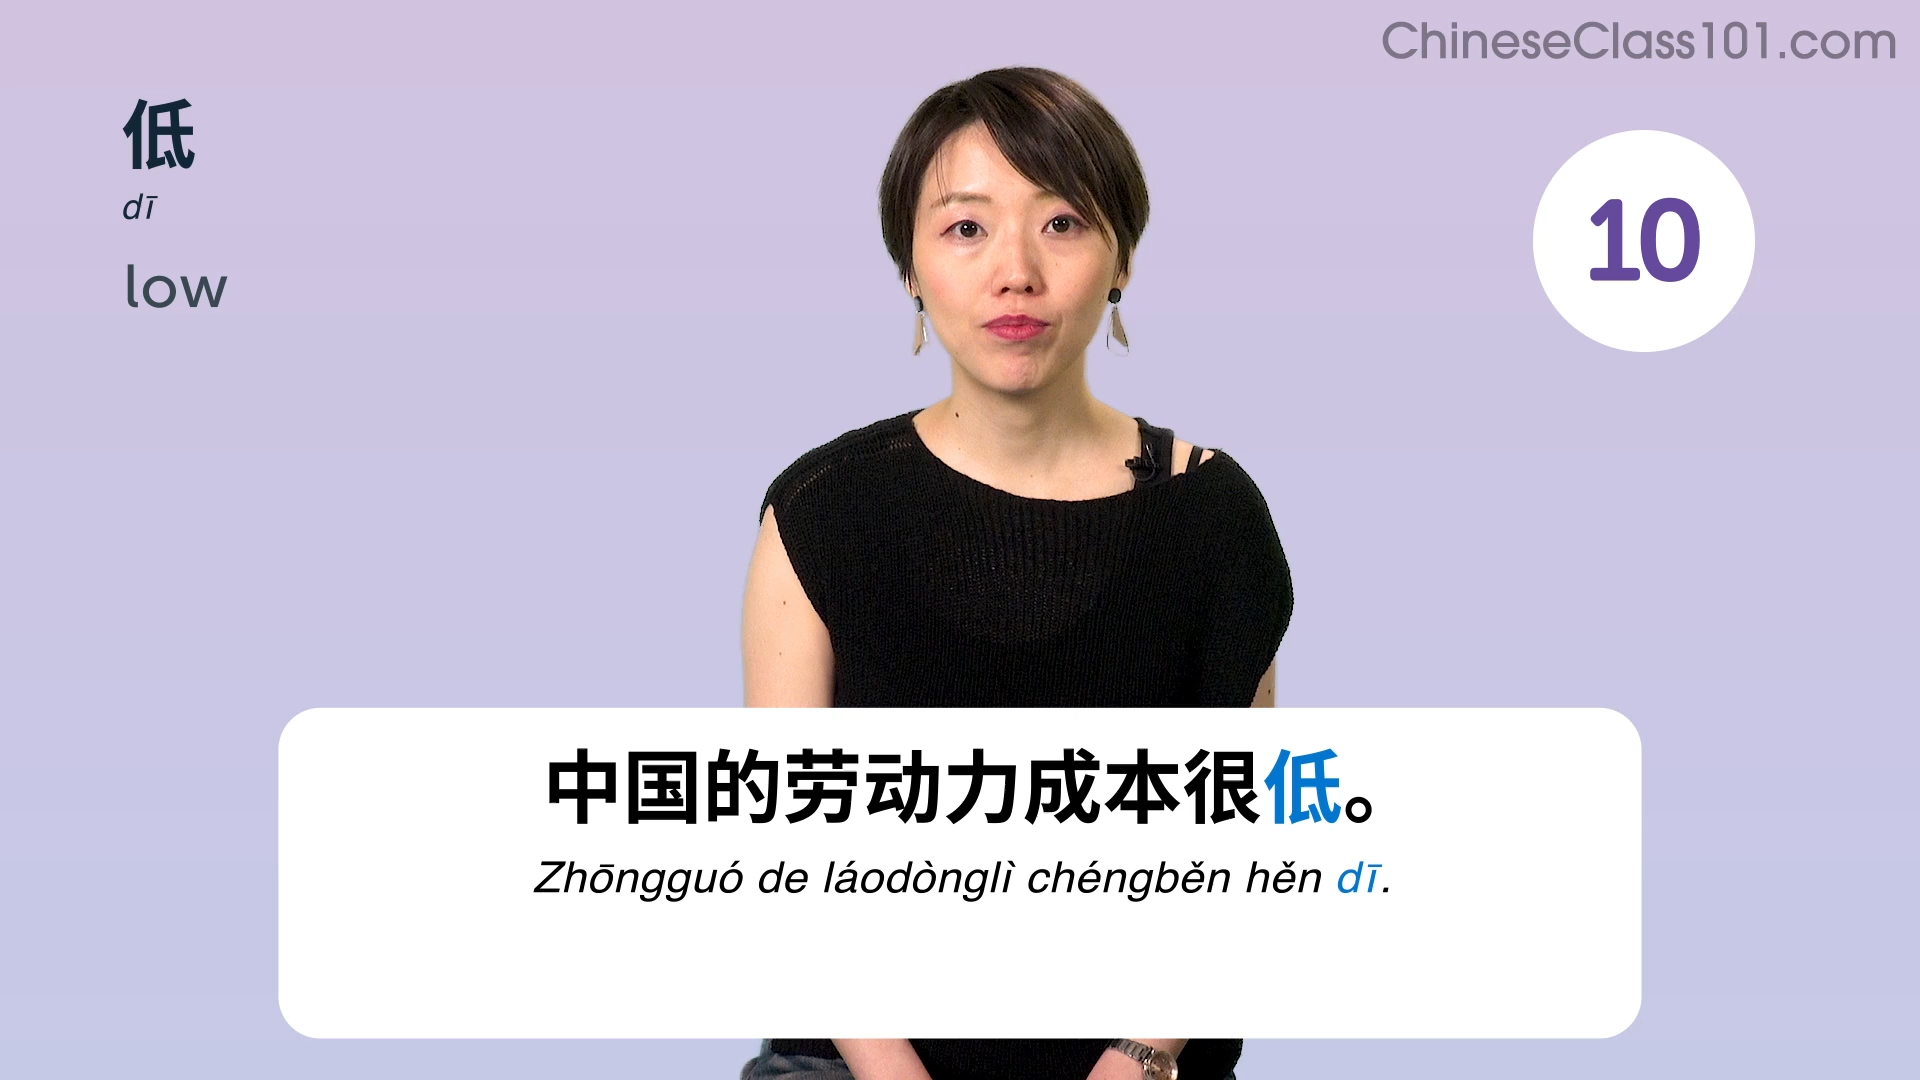 ChineseClass101.com
低
dī
low
10
中国的劳动力成本很低。
Zhōngguó de láodònglì chéngběn hěn dī.